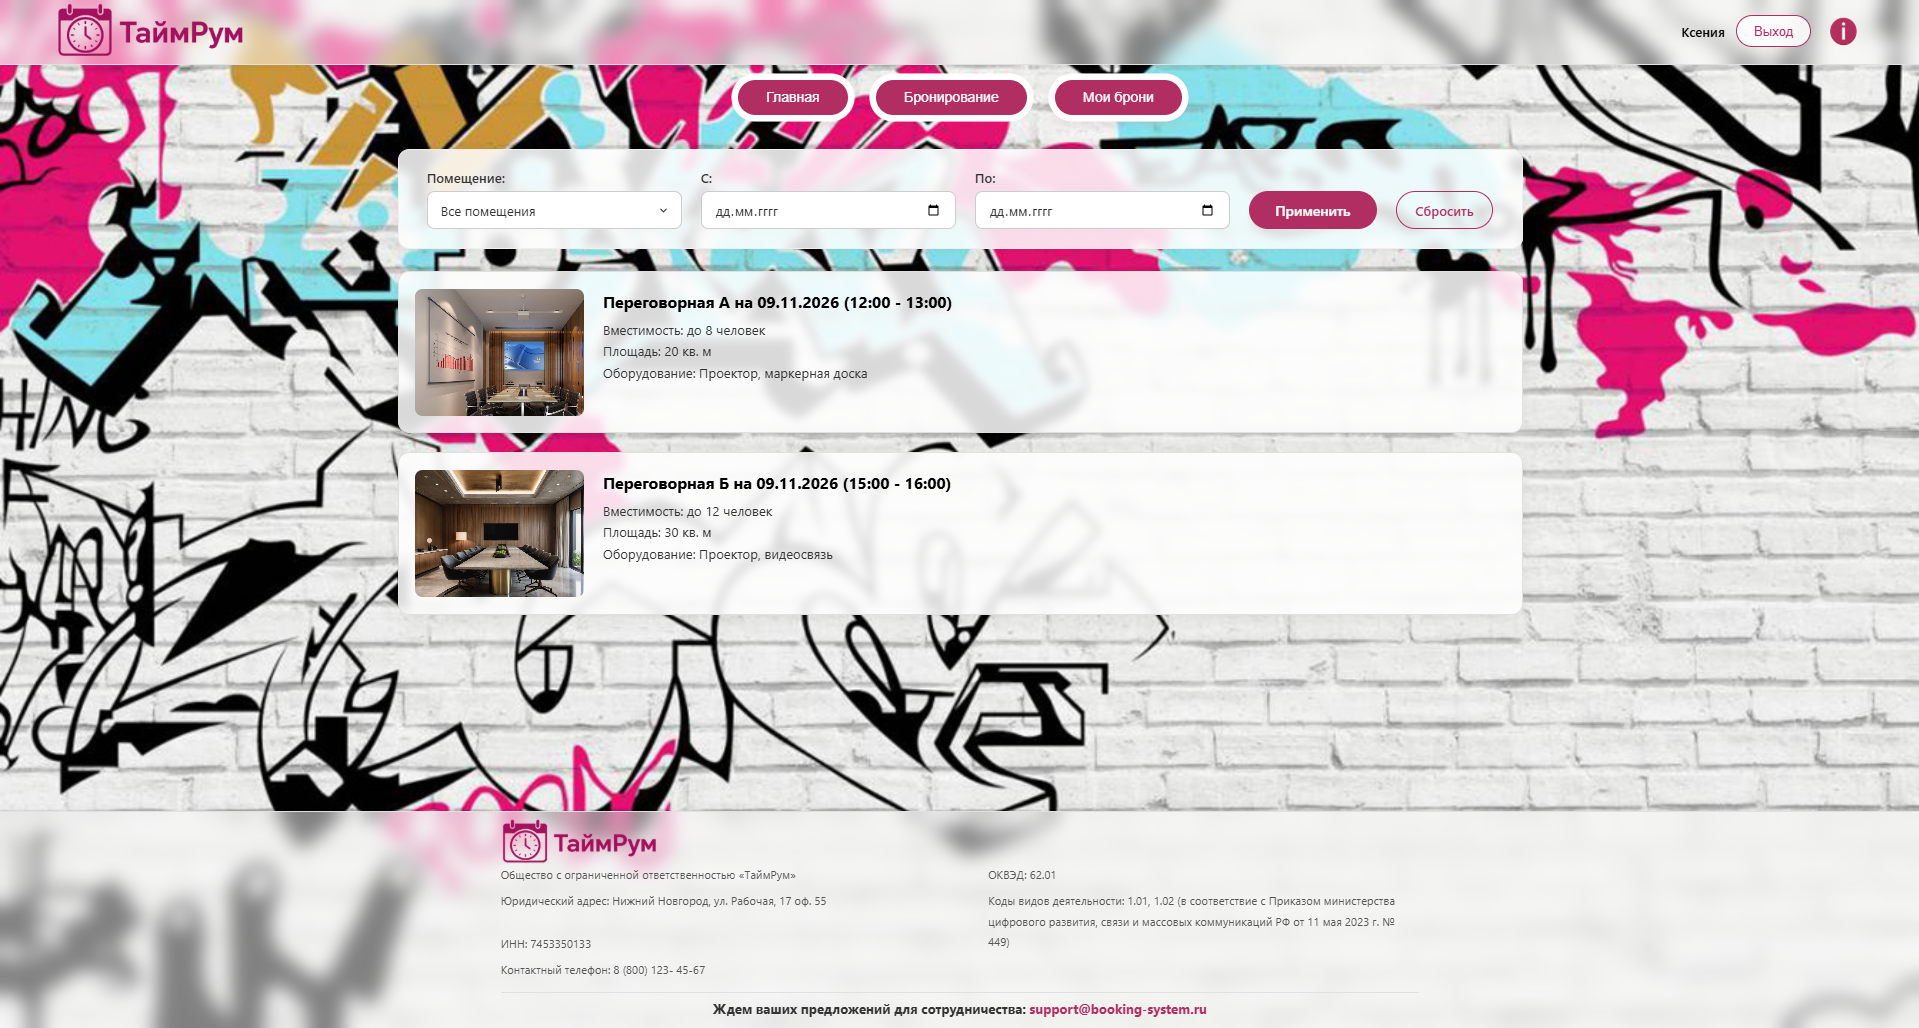 ТаймРум
Ксения
Выход
Главная
Бронирование
Мои брони
Помещение:
С:
По:
Все помещения
дд.мм.гггг
дд.мм.гггг
Применить
Сбросить
Переговорная А на 09.11.2026 (12:00 - 13:00)
Вместимость: до 8 человек
Площадь: 20 кв. м
Оборудование: Проектор, маркерная доска
Переговорная Б на 09.11.2026 (15:00 - 16:00)
Вместимость: до 12 человек
Площадь: 30 кв. м
Оборудование: Проектор, видеосвязь
ТаймРум
Общество с ограниченной ответственностью «ТаймРум»
Юридический адрес: Нижний Новгород, ул. Рабочая, 17 оф. 55
ИНН: 7453350133
Контактный телефон: 8 (800) 123- 45-67
ОКВЭД: 62.01
Коды видов деятельности: 1.01, 1.02 (в соответствие с Приказом министерства
цифрового развития, связи и массовых коммуникаций РФ от 11 мая 2023 г. №
449)
Ждем ваших предложений для сотрудничества: support@booking-system.ru